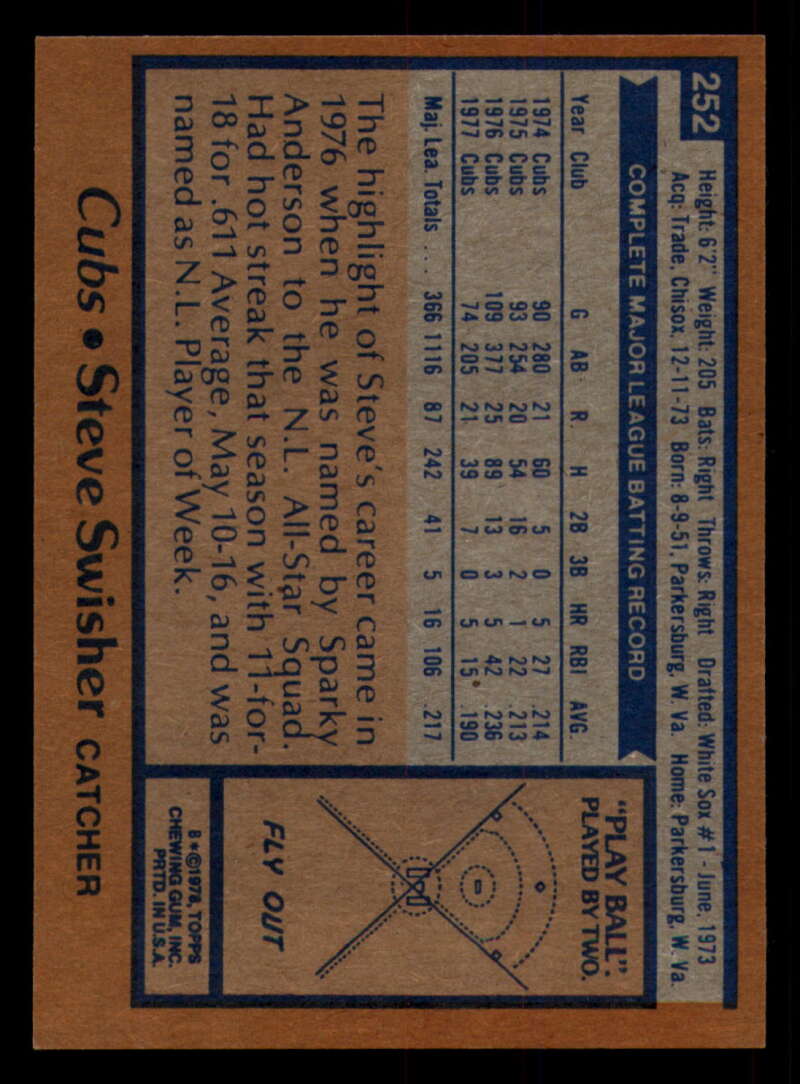 252
Height: 6'2" Weight: 205 Bats: Right Throws: Right Drafted: White Sox #1 - June, 1973
Acq: Trade, Chisox, 12-11-73 Born: 8-9-51, Parkersburg, W. Va. Home: Parkersburg, W. Va.
COMPLETE MAJOR LEAGUE BATTING RECORD
Year Club G AB R. H 2B 3B HR RBI AVG.
1974 Cubs 90 280 21 60 5 0 5 27 .214
1975 Cubs 93 254 20 54 16 2 1 22 .213
1976 Cubs 109 377 25 89 13 3 5 42 .236
1977 Cubs 74 205 21 39 7 0 5 15 .190
Maj. Lea. Totals . . . 366 1116 87 242 41 5 16 106 .217
The highlight of Steve's career came in
1976 when he was named by Sparky
Anderson to the N.L. All-Star Squad.
Had hot streak that season with 11-for-
18 for .611 Average, May 10-16, and was
named as N.L. Player of Week.
"PLAY BALL":
PLAYED BY TWO.
FLY OUT
B*©1978, TOPPS
CHEWING GUM, INC.
PRTD. IN U.S.A.
Cubs • Steve Swisher CATCHER